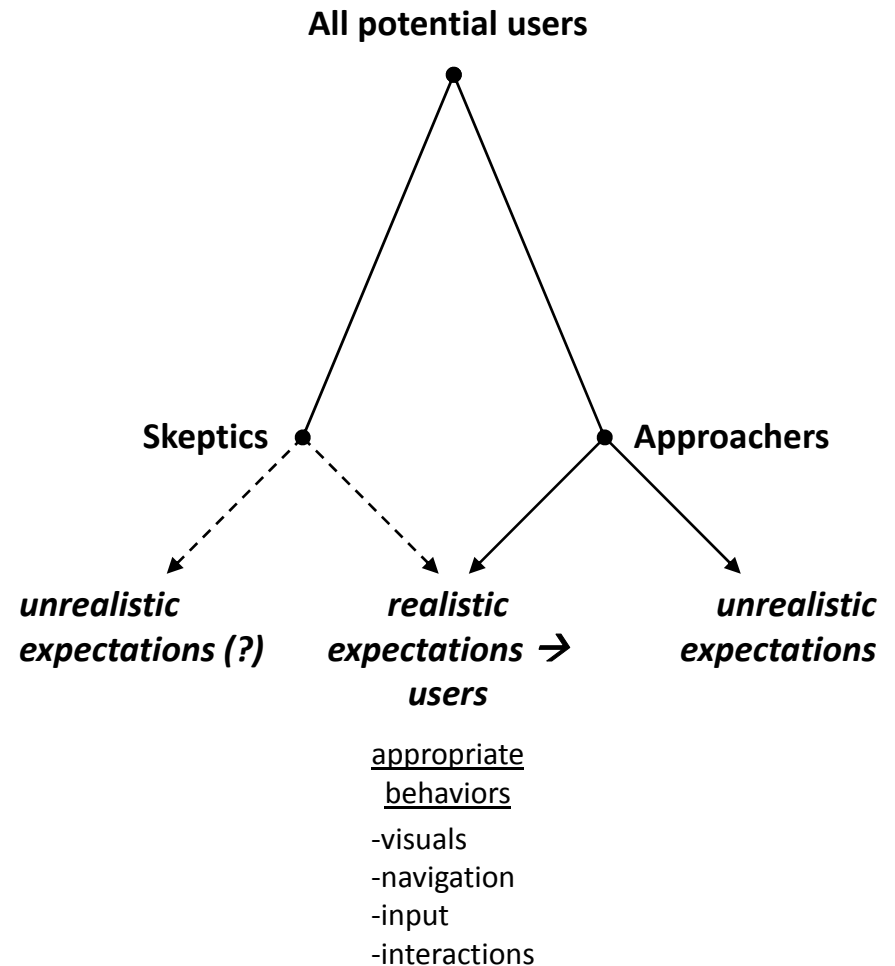 All potential users
Skeptics
Approachers
unrealistic
expectations (?)
realistic
expectations →
users
unrealistic
expectations
appropriate
behaviors
-visuals
-navigation
-input
-interactions